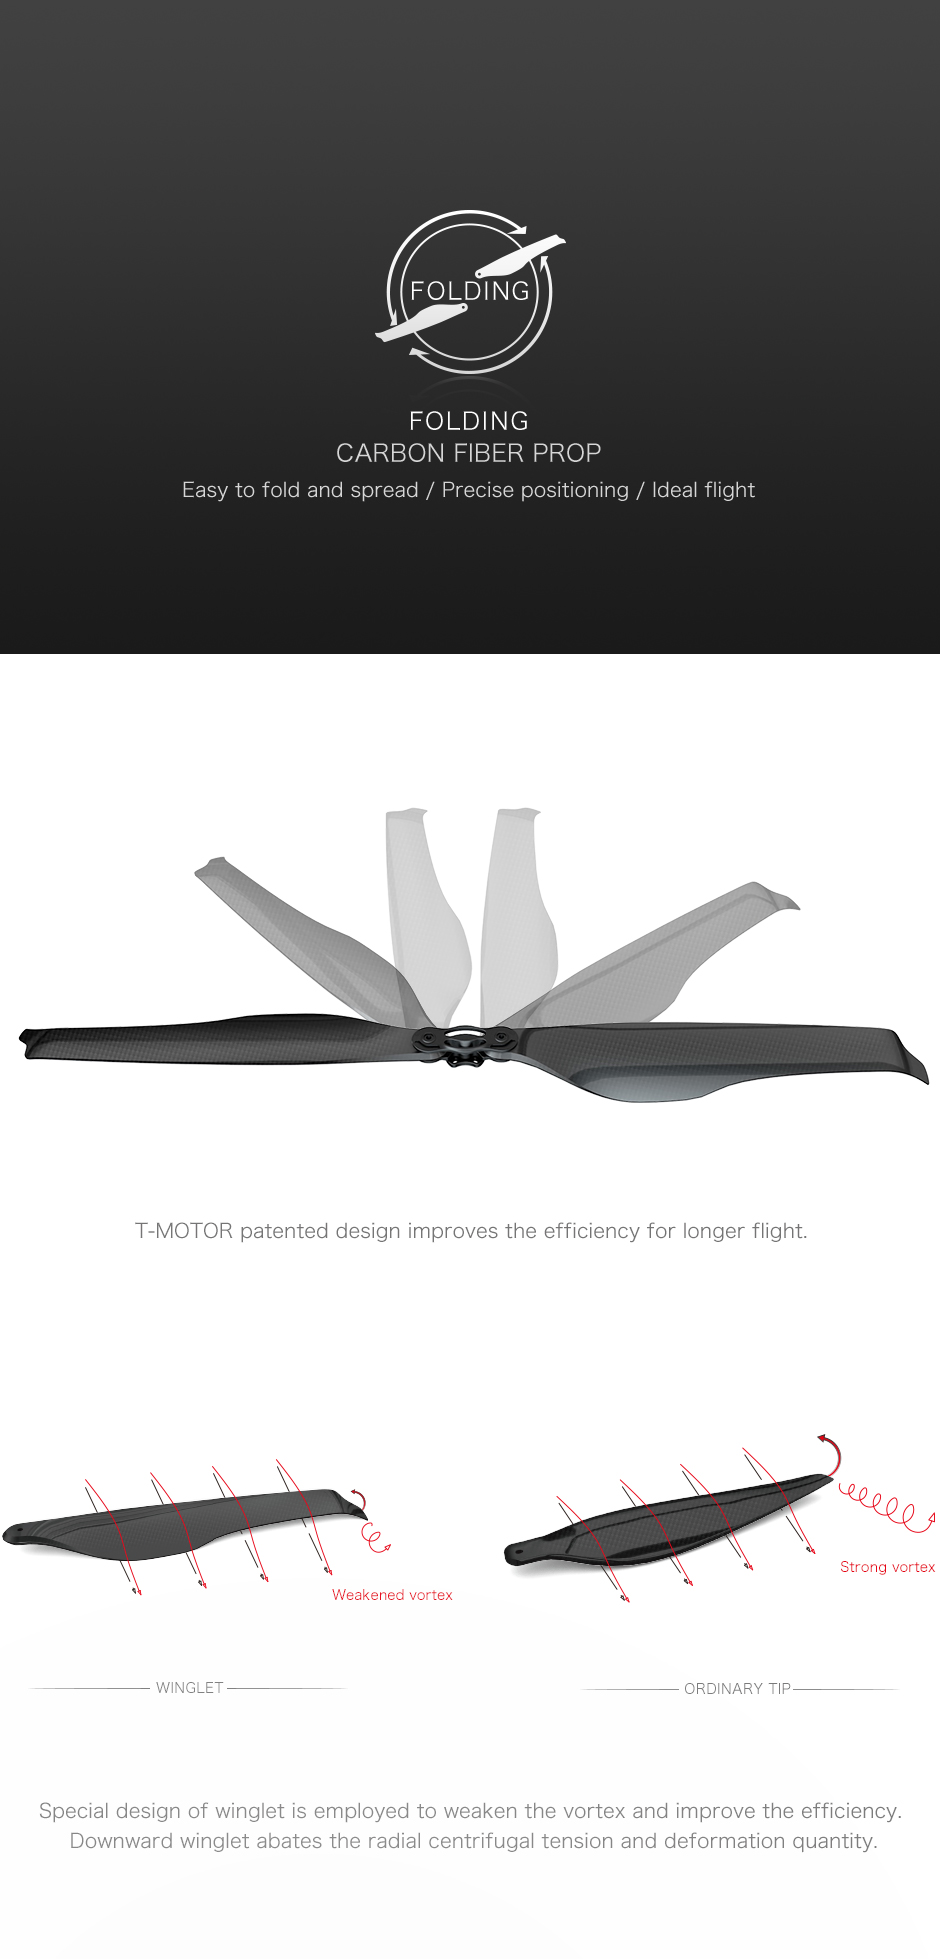 FOLDING
FOLDING
CARBON FIBER PROP
Easy to fold and spread / Precise positioning / Ideal flight
T-MOTOR patented design improves the efficiency for longer flight.
Weakened vortex
Strong vortex
WINGLET
ORDINARY TIP
Special design of winglet is employed to weaken the vortex and improve the efficiency.
Downward winglet abates the radial centrifugal tension and deformation quantity.